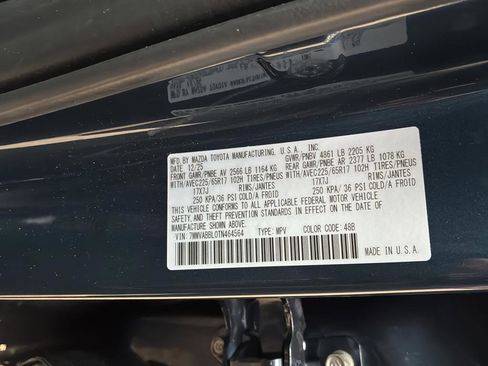 MFD. BY MAZDA TOYOTA MANUFACTURING, U.S.A., INC.
DATE: 12/25 GVWR/PNBV 4861 LB 2205 KG
FRONT GAWR/PNBE AV 2566 LB 1164 KG REAR GAWR/PNBE AR 2377 LB 1078 KG
WITH/AVEC225/65R17 102H TIRES/PNEUS WITH/AVEC225/65R17 102H TIRES/PNEUS
17X7J RIMS/JANTES 17X7J RIMS/JANTES
250 KPA/36 PSI COLD/A FROID 250 KPA/36 PSI COLD/A FROID
THIS VEHICLE CONFORMS TO ALL APPLICABLE FEDERAL MOTOR VEHICLE
SAFETY AND THEFT PREVENTION STANDARDS IN EFFECT ON THE DATE OF
MANUFACTURE SHOWN ABOVE.
VIN: 7MMVABBL0TN464564 TYPE: MPV COLOR CODE: 48B
MADE IN U.S.A.